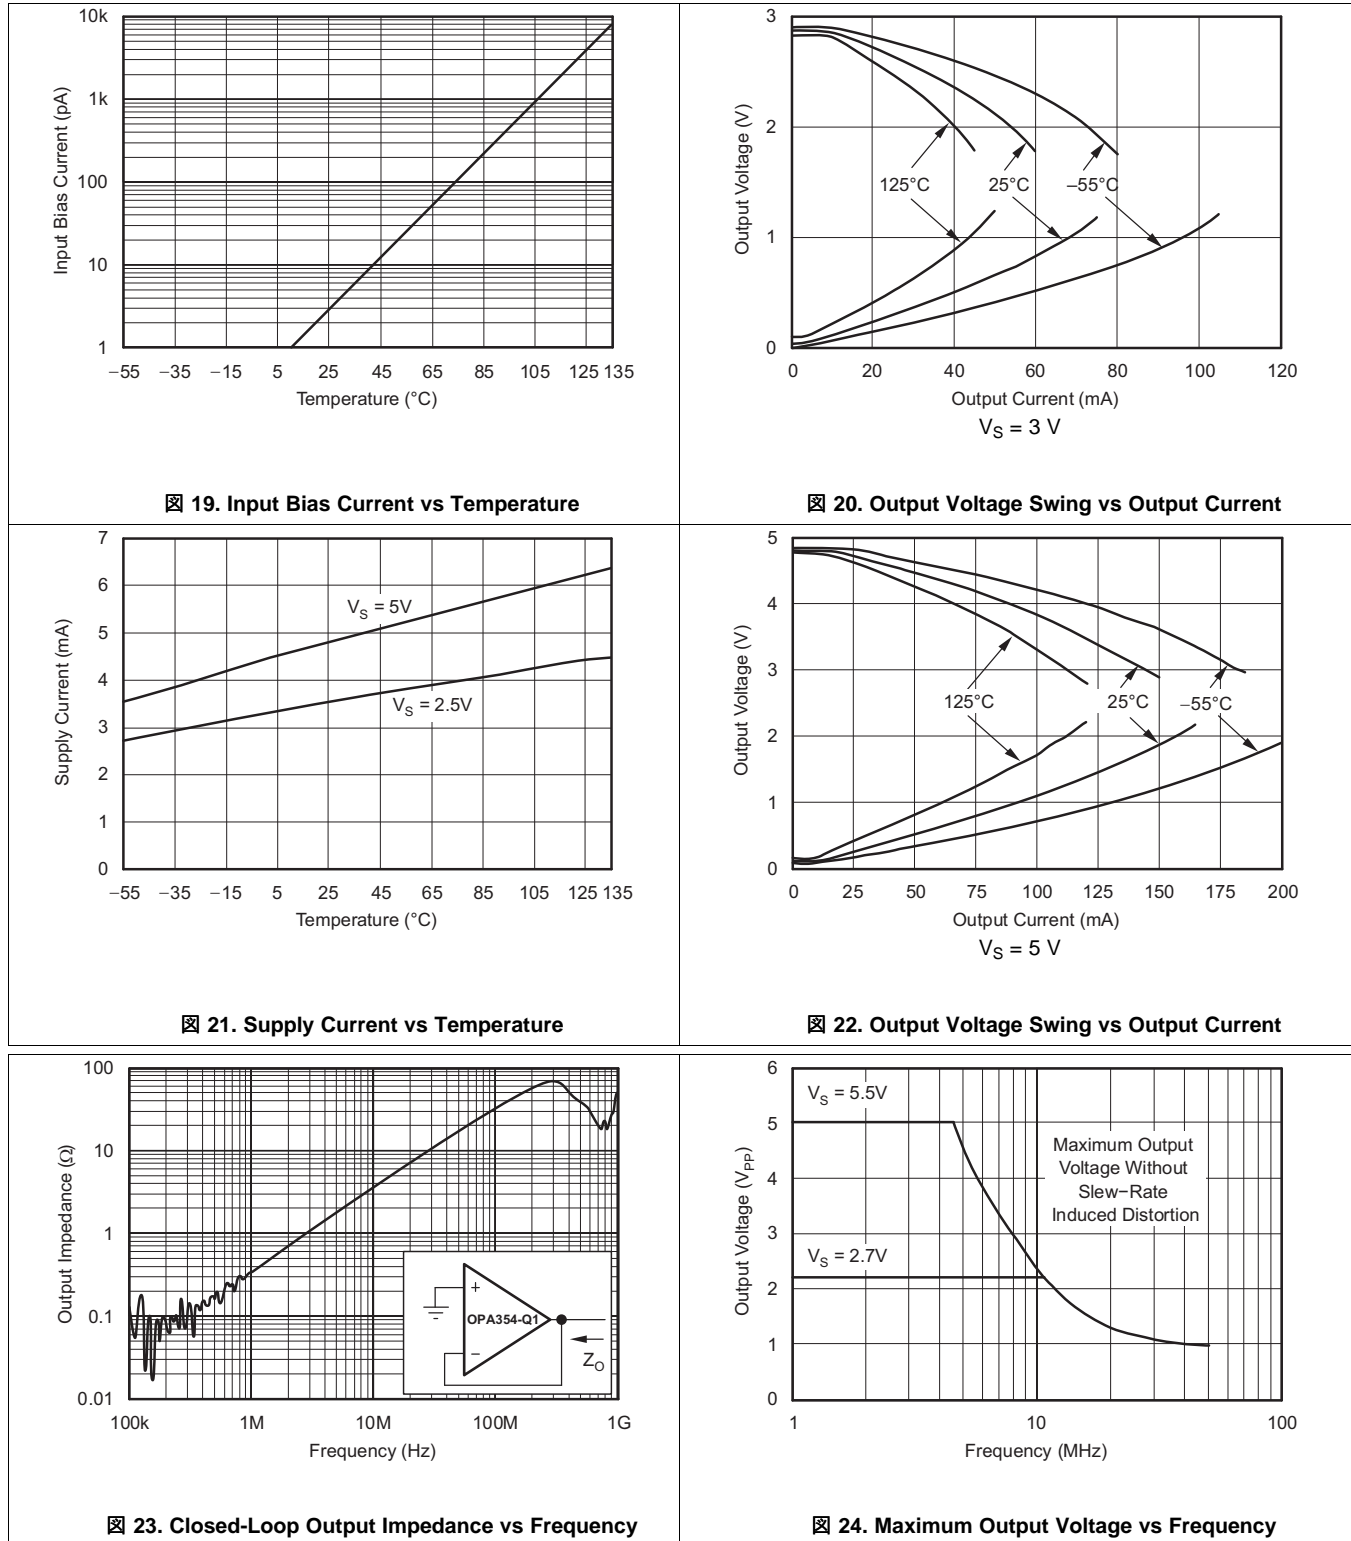 10k
1k
100
10
1
Input Bias Current (pA)
−55 −35 −15 5 25 45 65 85 105 125 135
Temperature (°C)
図 19. Input Bias Current vs Temperature
3
2
1
0
Output Voltage (V)
125°C 25°C −55°C
0 20 40 60 80 100 120
Output Current (mA)
VS = 3 V
図 20. Output Voltage Swing vs Output Current
7
6
5
4
3
2
1
0
Supply Current (mA)
VS = 5V
VS = 2.5V
−55 −35 −15 5 25 45 65 85 105 125 135
Temperature (°C)
図 21. Supply Current vs Temperature
5
4
3
2
1
0
Output Voltage (V)
125°C 25°C −55°C
0 25 50 75 100 125 150 175 200
Output Current (mA)
VS = 5 V
図 22. Output Voltage Swing vs Output Current
100
10
1
0.1
0.01
Output Impedance (Ω)
+
OPA354-Q1
−
ZO
100k 1M 10M 100M 1G
Frequency (Hz)
図 23. Closed-Loop Output Impedance vs Frequency
6
5
4
3
2
1
0
Output Voltage (VPP)
VS = 5.5V
Maximum Output
Voltage Without
Slew−Rate
Induced Distortion
VS = 2.7V
1 10 100
Frequency (MHz)
図 24. Maximum Output Voltage vs Frequency